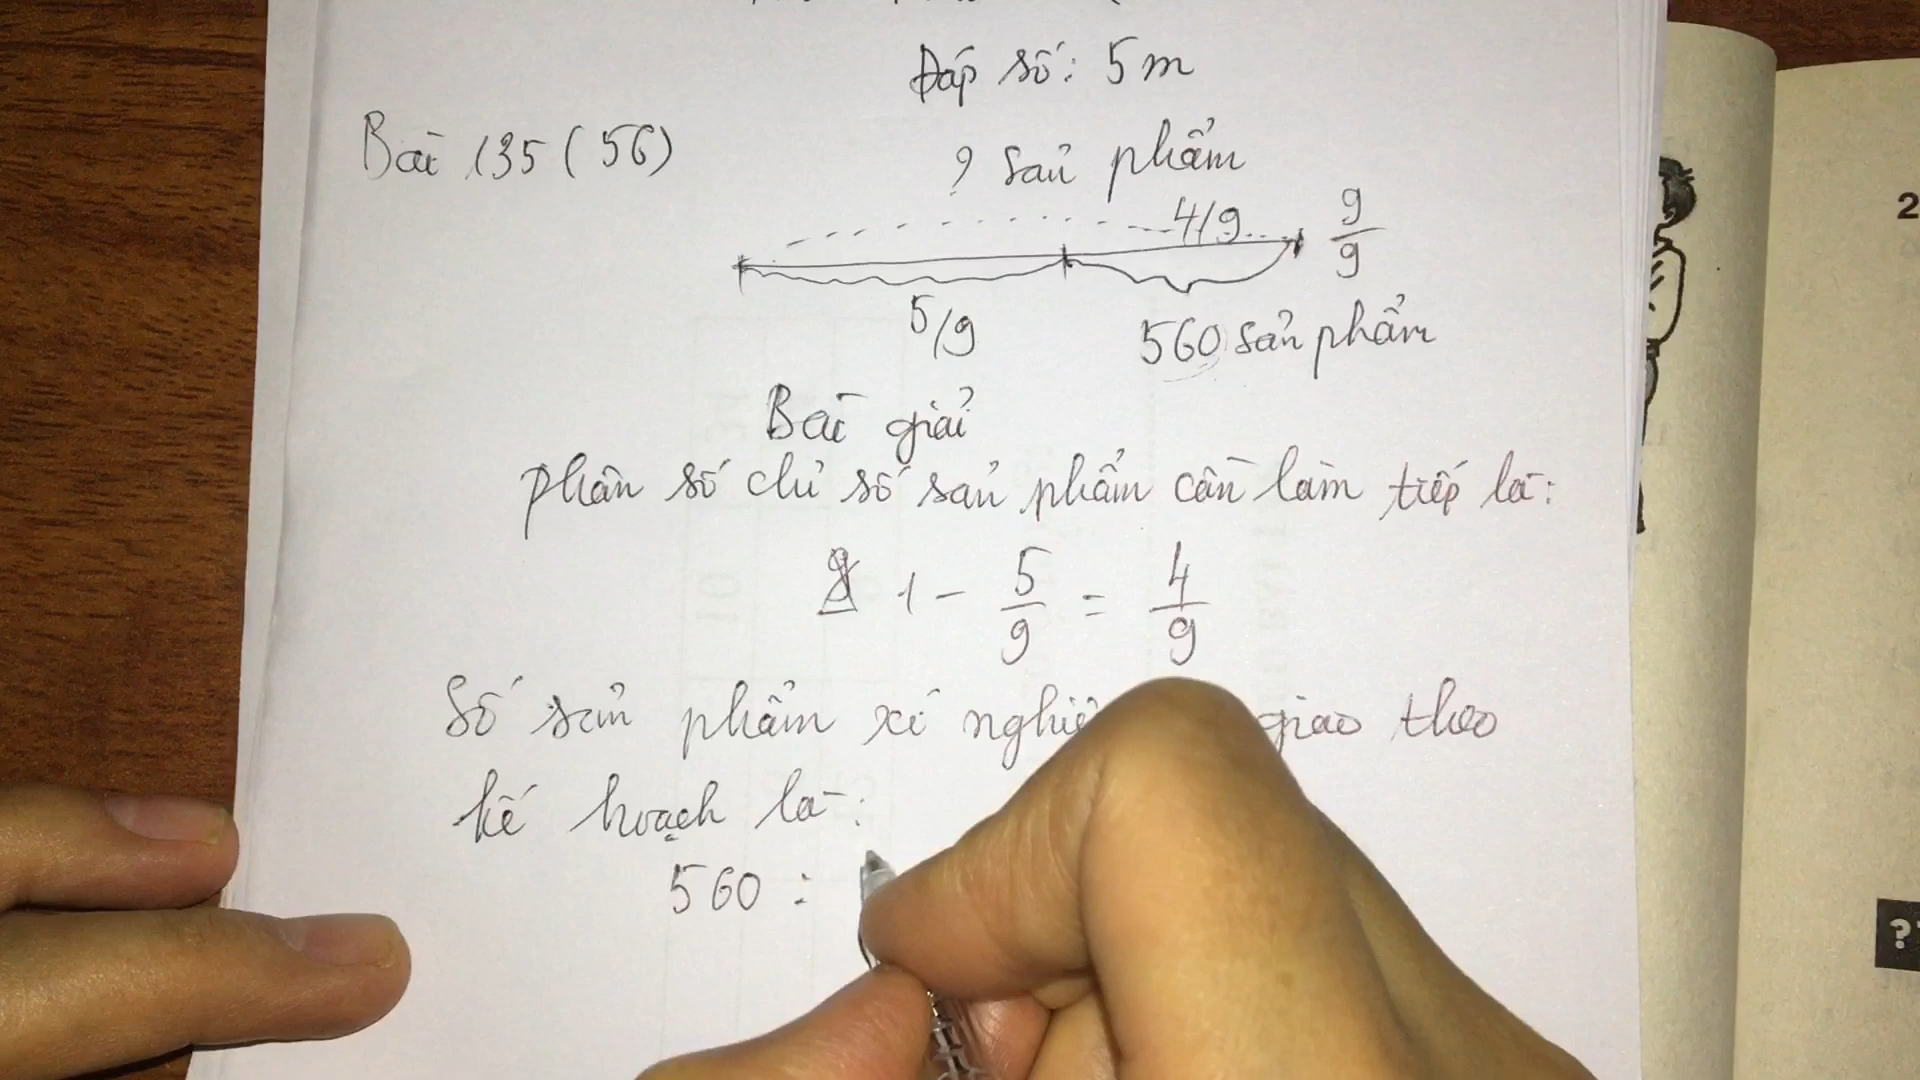 Đáp số: 5m
Bài 135 (56)
? sản phẩm
4/9
9/9
5/9
560 sản phẩm
Bài giải
phân số chỉ số sản phẩm cần làm tiếp là:
1 - 5/9 = 4/9
Số sản phẩm xí nghiệ giao theo
kế hoạch là:
560 :
2
?